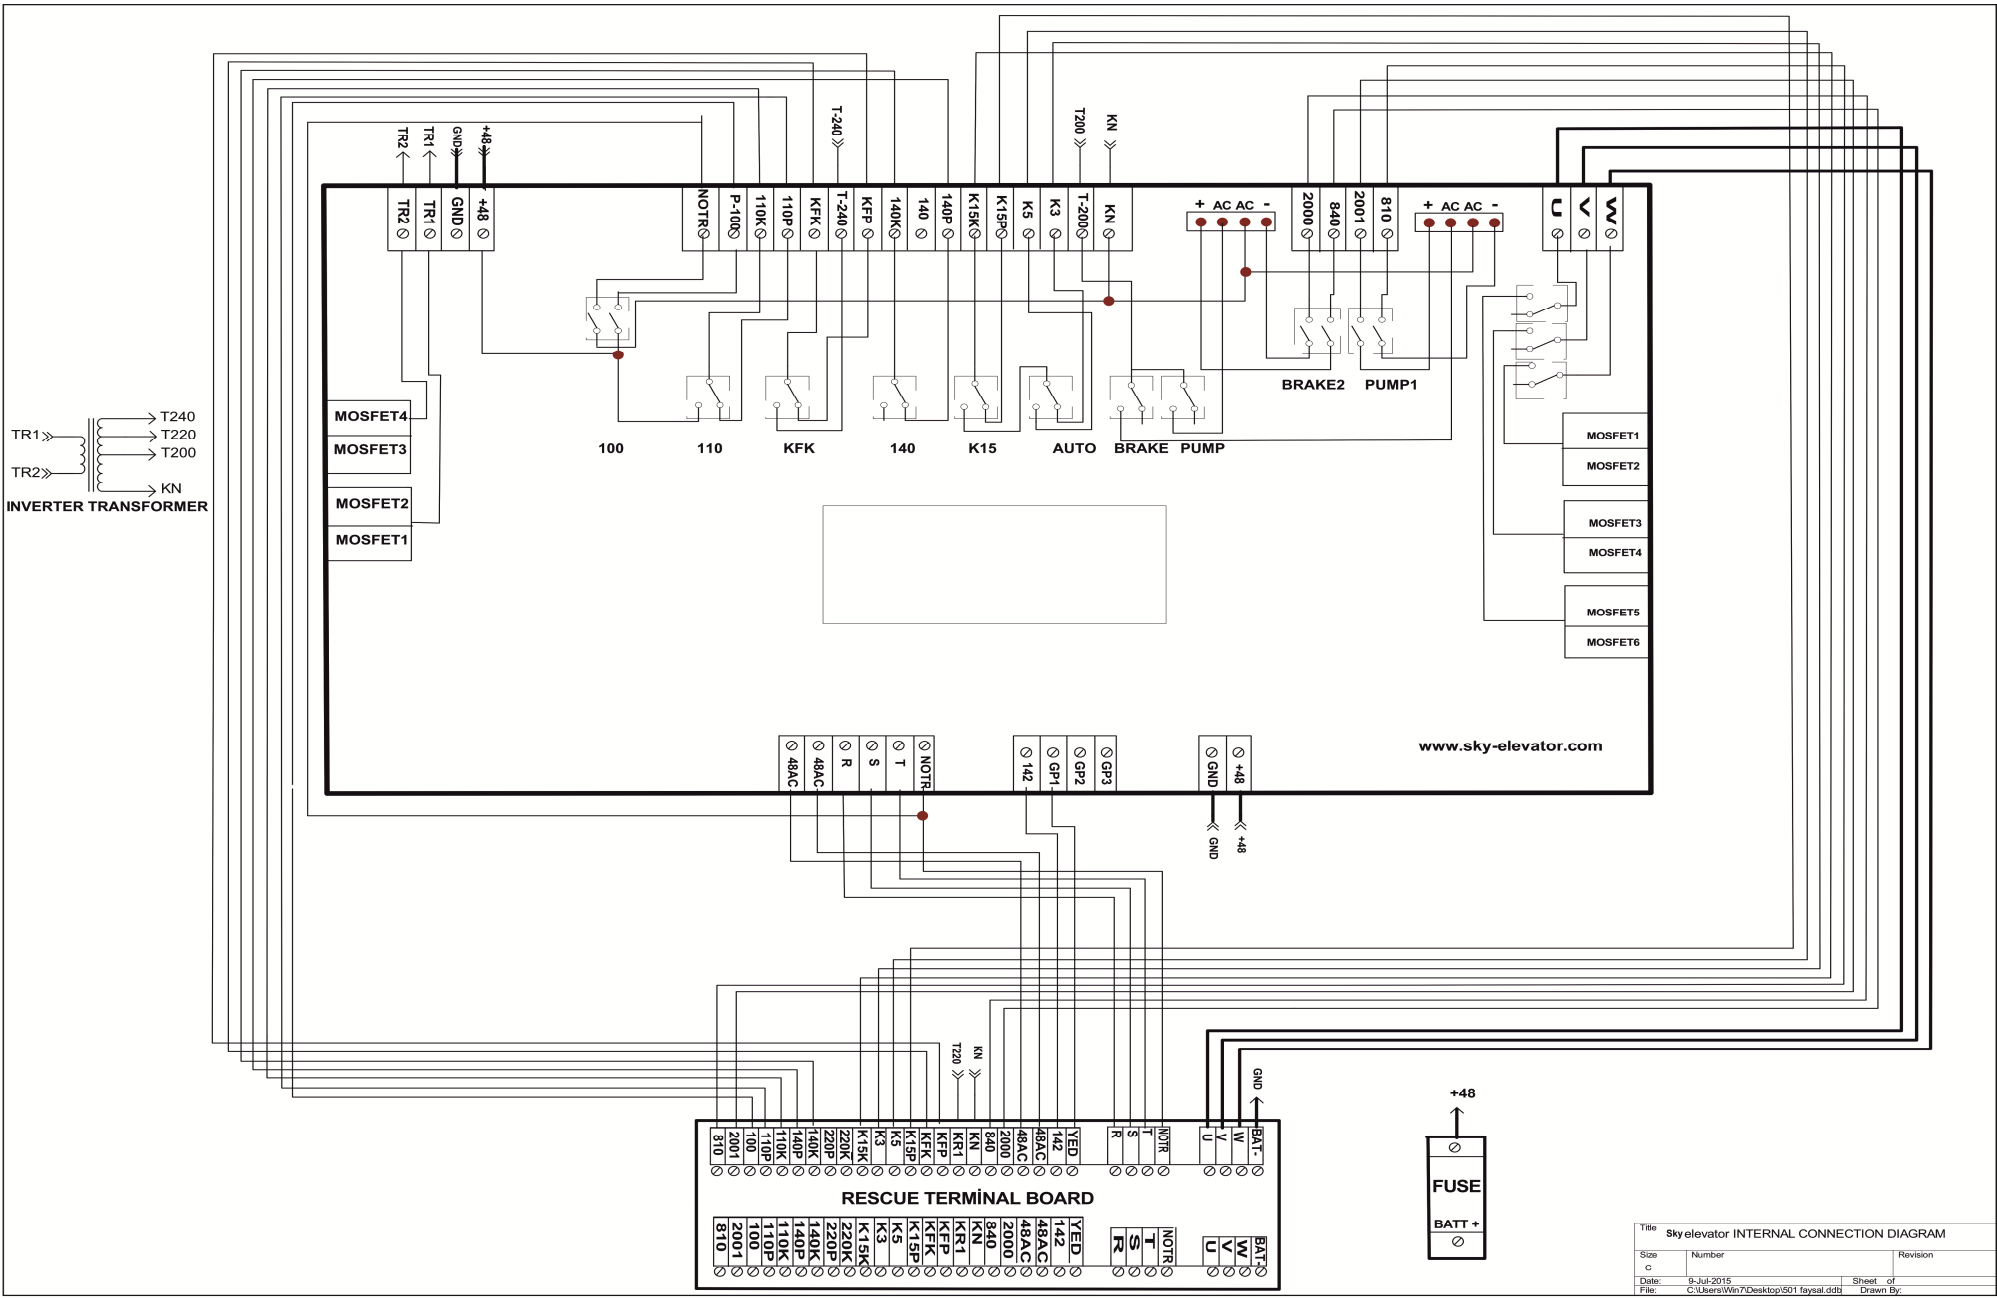 TR2
TR1
GND
+48
T-240
T200
KN
TR2
TR1
GND
+48
NOTR
P-100
110K
110P
KFK
T-240
KFP
140K
140
140P
K15K
K15P
K5
K3
T-200
KN
+ AC AC -
2000
840
2001
810
+ AC AC -
U
V
W
BRAKE2 PUMP1
MOSFET4
MOSFET3
MOSFET2
MOSFET1
TR1
TR2
T240
T220
T200
KN
INVERTER TRANSFORMER
100 110 KFK 140 K15 AUTO BRAKE PUMP
MOSFET1
MOSFET2
MOSFET3
MOSFET4
MOSFET5
MOSFET6
www.sky-elevator.com
48AC
48AC
R
S
T
NOTR
142
GP1
GP2
GP3
GND
+48
GND
+48
T220
KN
GND
810
2001
100
110P
110K
140P
140K
220P
220K
K15K
K3
K5
K15P
KFK
KFP
KR1
KN
840
2000
48AC
48AC
142
YED
R
S
T
NOTR
U
V
W
BAT-
RESCUE TERMİNAL BOARD
810
2001
100
110P
110K
140P
140K
220P
220K
K15K
K3
K5
K15P
KFK
KFP
KR1
KN
840
2000
48AC
48AC
142
YED
R
S
T
NOTR
U
V
W
BAT-
+48
FUSE
BATT +
Title
Sky elevator INTERNAL CONNECTION DIAGRAM
Size Number Revision
C
Date: 9-Jul-2015 Sheet of
File: C:\Users\Win7\Desktop\501 faysal.ddb Drawn By: